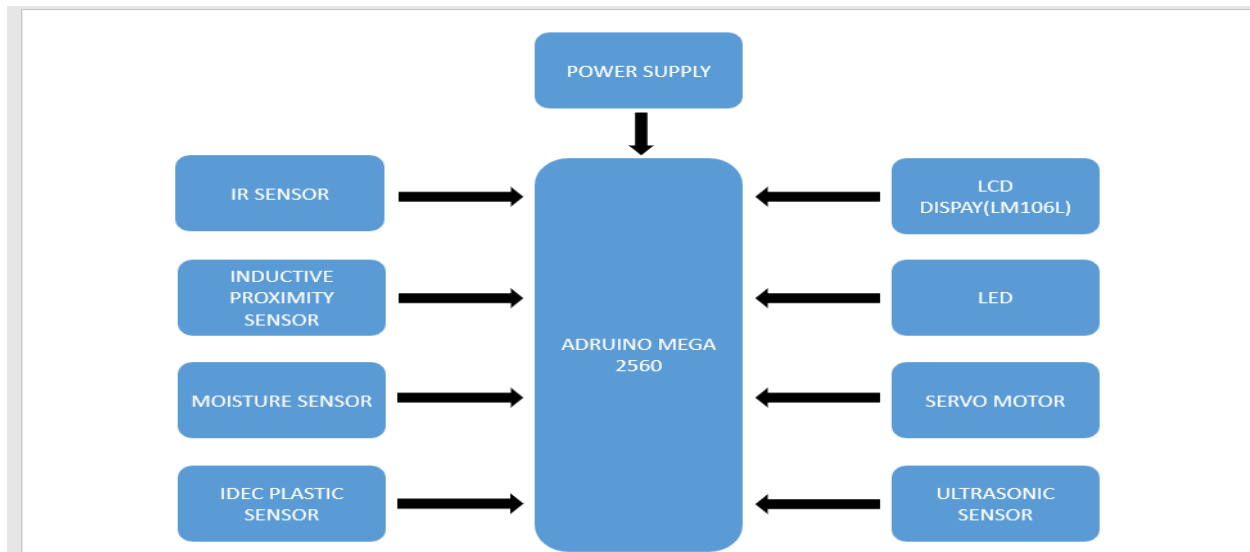 POWER SUPPLY
IR SENSOR
INDUCTIVE
PROXIMITY
SENSOR
MOISTURE SENSOR
IDEC PLASTIC
SENSOR
ADRUINO MEGA
2560
LCD
DISPAY(LM106L)
LED
SERVO MOTOR
ULTRASONIC
SENSOR